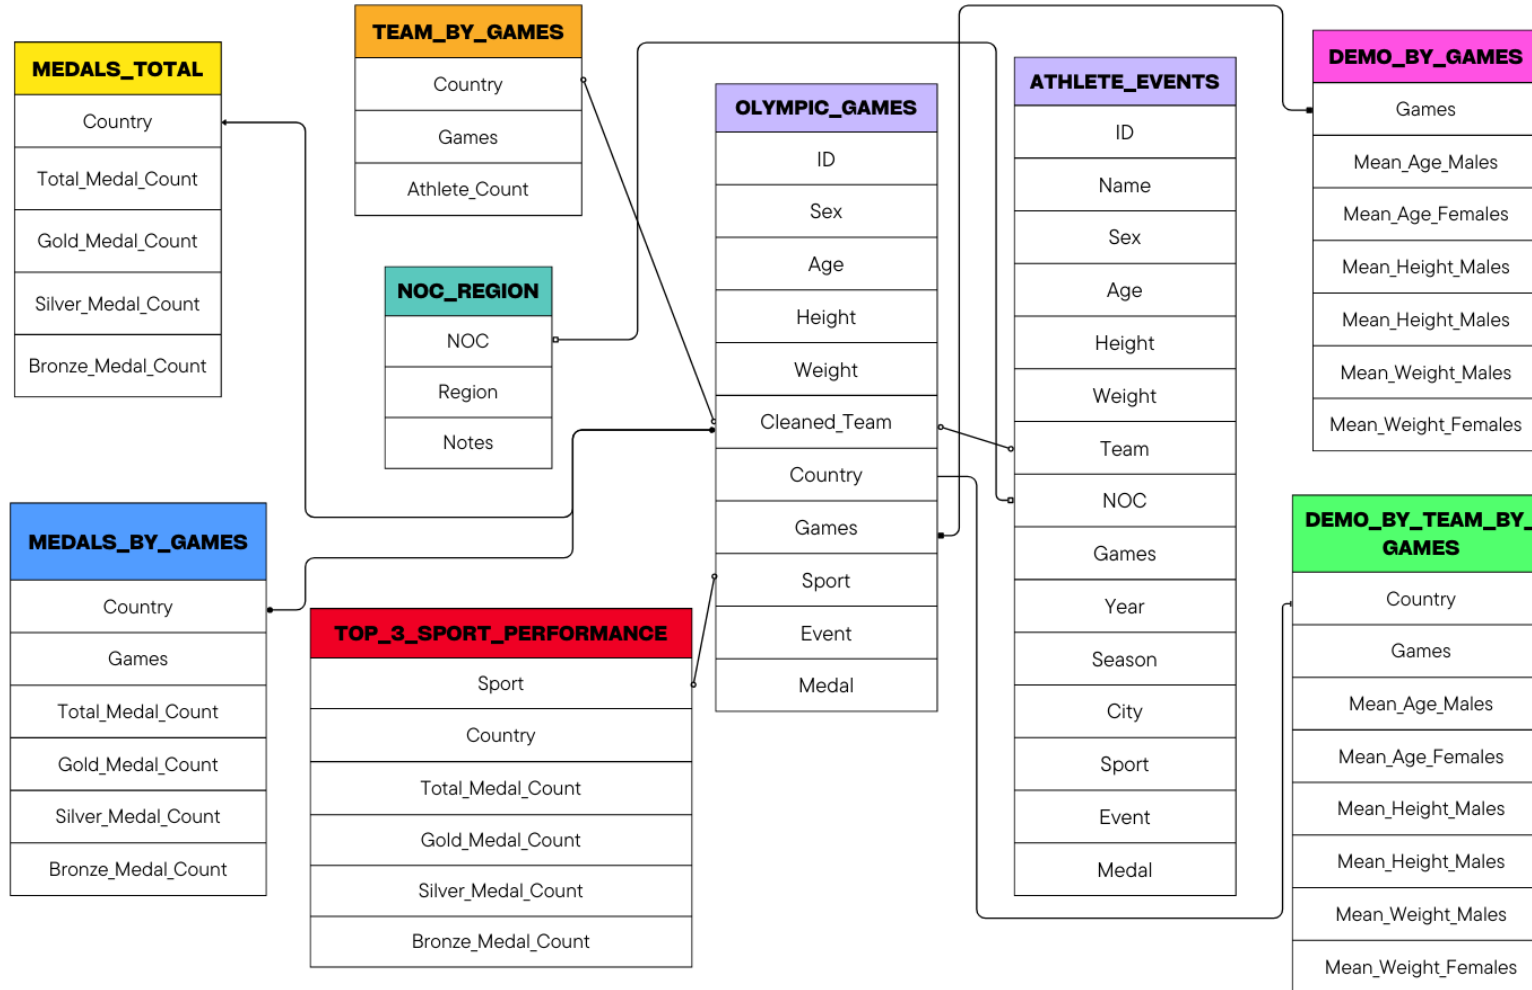 MEDALS_TOTAL
Country
Total_Medal_Count
Gold_Medal_Count
Silver_Medal_Count
Bronze_Medal_Count
TEAM_BY_GAMES
Country
Games
Athlete_Count
NOC_REGION
NOC
Region
Notes
MEDALS_BY_GAMES
Country
Games
Total_Medal_Count
Gold_Medal_Count
Silver_Medal_Count
Bronze_Medal_Count
TOP_3_SPORT_PERFORMANCE
Sport
Country
Total_Medal_Count
Gold_Medal_Count
Silver_Medal_Count
Bronze_Medal_Count
OLYMPIC_GAMES
ID
Sex
Age
Height
Weight
Cleaned_Team
Country
Games
Sport
Event
Medal
ATHLETE_EVENTS
ID
Name
Sex
Age
Height
Weight
Team
NOC
Games
Year
Season
City
Sport
Event
Medal
DEMO_BY_GAMES
Games
Mean_Age_Males
Mean_Age_Females
Mean_Height_Males
Mean_Height_Males
Mean_Weight_Males
Mean_Weight_Females
DEMO_BY_TEAM_BY_
GAMES
Country
Games
Mean_Age_Males
Mean_Age_Females
Mean_Height_Males
Mean_Height_Males
Mean_Weight_Males
Mean_Weight_Females